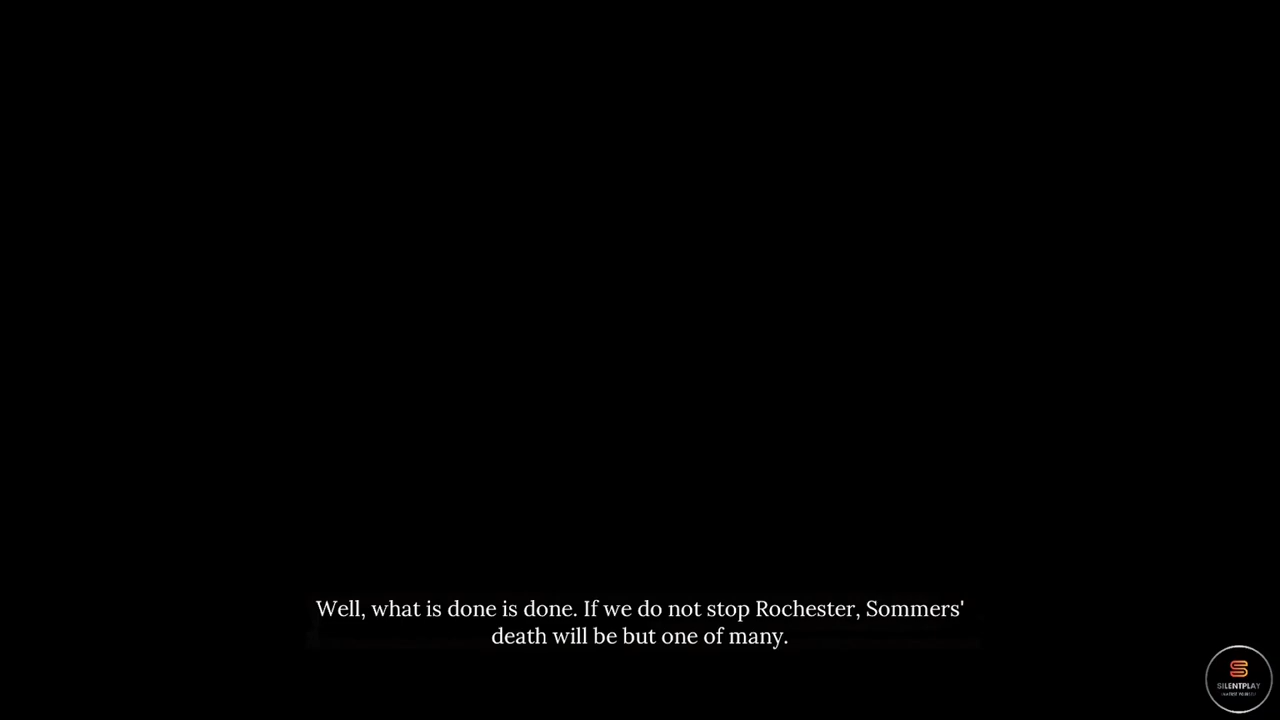 Well, what is done is done. If we do not stop Rochester, Sommers'
death will be but one of many.
SILENTPLAY